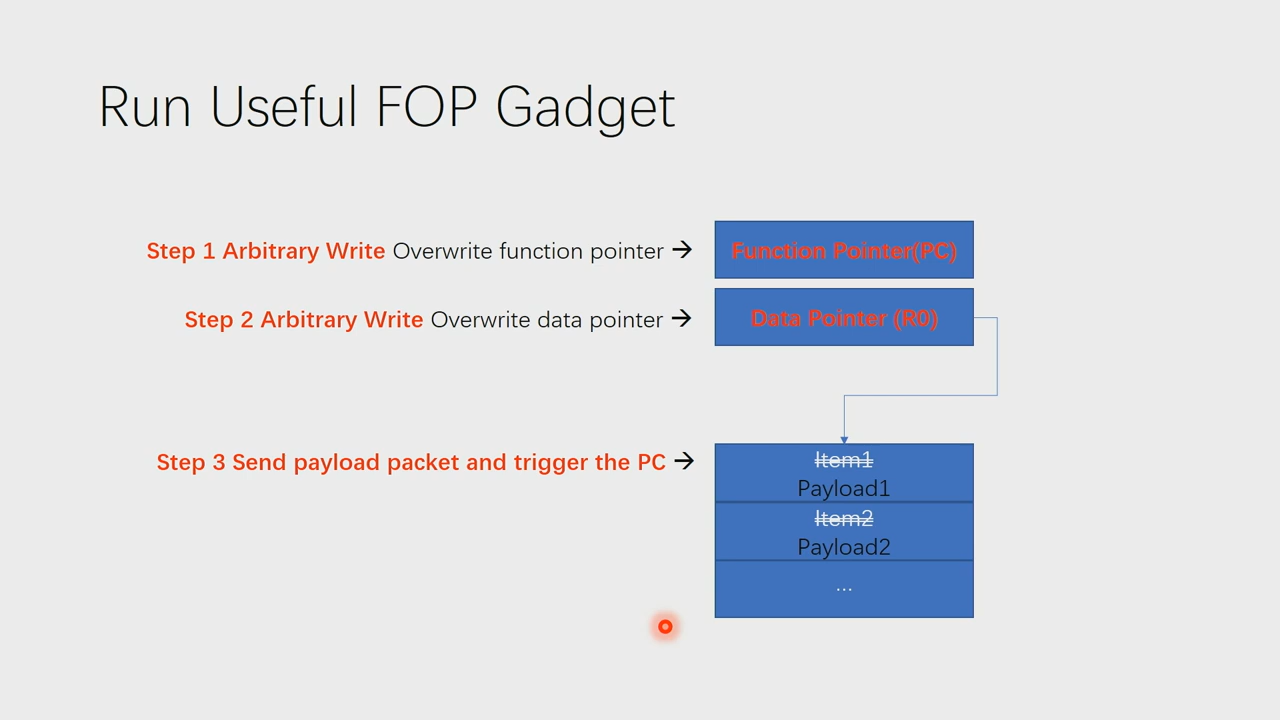 Run Useful FOP Gadget
Step 1 Arbitrary Write Overwrite function pointer →
Function Pointer(PC)
Step 2 Arbitrary Write Overwrite data pointer →
Data Pointer (R0)
Step 3 Send payload packet and trigger the PC →
Item1
Payload1
Item2
Payload2
...